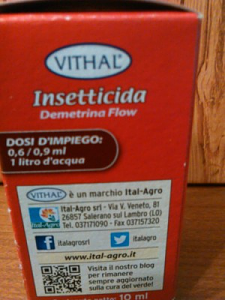 VITHAL®
Insetticida
Demetrina Flow
DOSI D'IMPIEGO:
0,6 / 0,9 ml
1 litro d'acqua
VITHAL® è un marchio Ital-Agro
Ital-Agro srl - Via V. Veneto, 81
26857 Salerano sul Lambro (LO)
Tel. 037171090 - Fax 037157320
Ital-Agro
italagrosrl
italagro
www.ital-agro.it
Visita il nostro blog
per rimanere
sempre aggiornato
sulla cura del verde!
10 ml